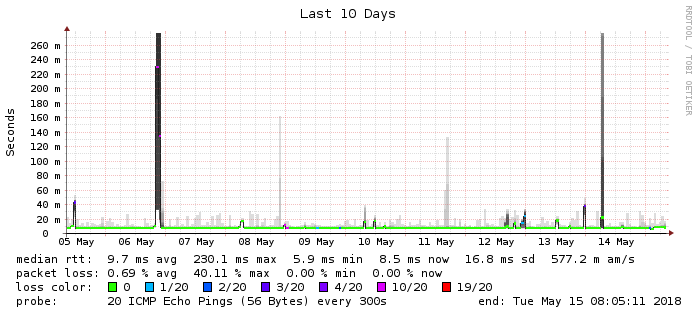 Last 10 Days
RRDTOOL / TOBI OETIKER
Seconds
260 m
240 m
220 m
200 m
180 m
160 m
140 m
120 m
100 m
80 m
60 m
40 m
20 m
0
05 May 06 May 07 May 08 May 09 May 10 May 11 May 12 May 13 May 14 May
median rtt: 9.7 ms avg 230.1 ms max 5.9 ms min 8.5 ms now 16.8 ms sd 577.2 m am/s
packet loss: 0.69 % avg 40.11 % max 0.00 % min 0.00 % now
loss color: 0 1/20 2/20 3/20 4/20 10/20 19/20
probe: 20 ICMP Echo Pings (56 Bytes) every 300s end: Tue May 15 08:05:11 2018